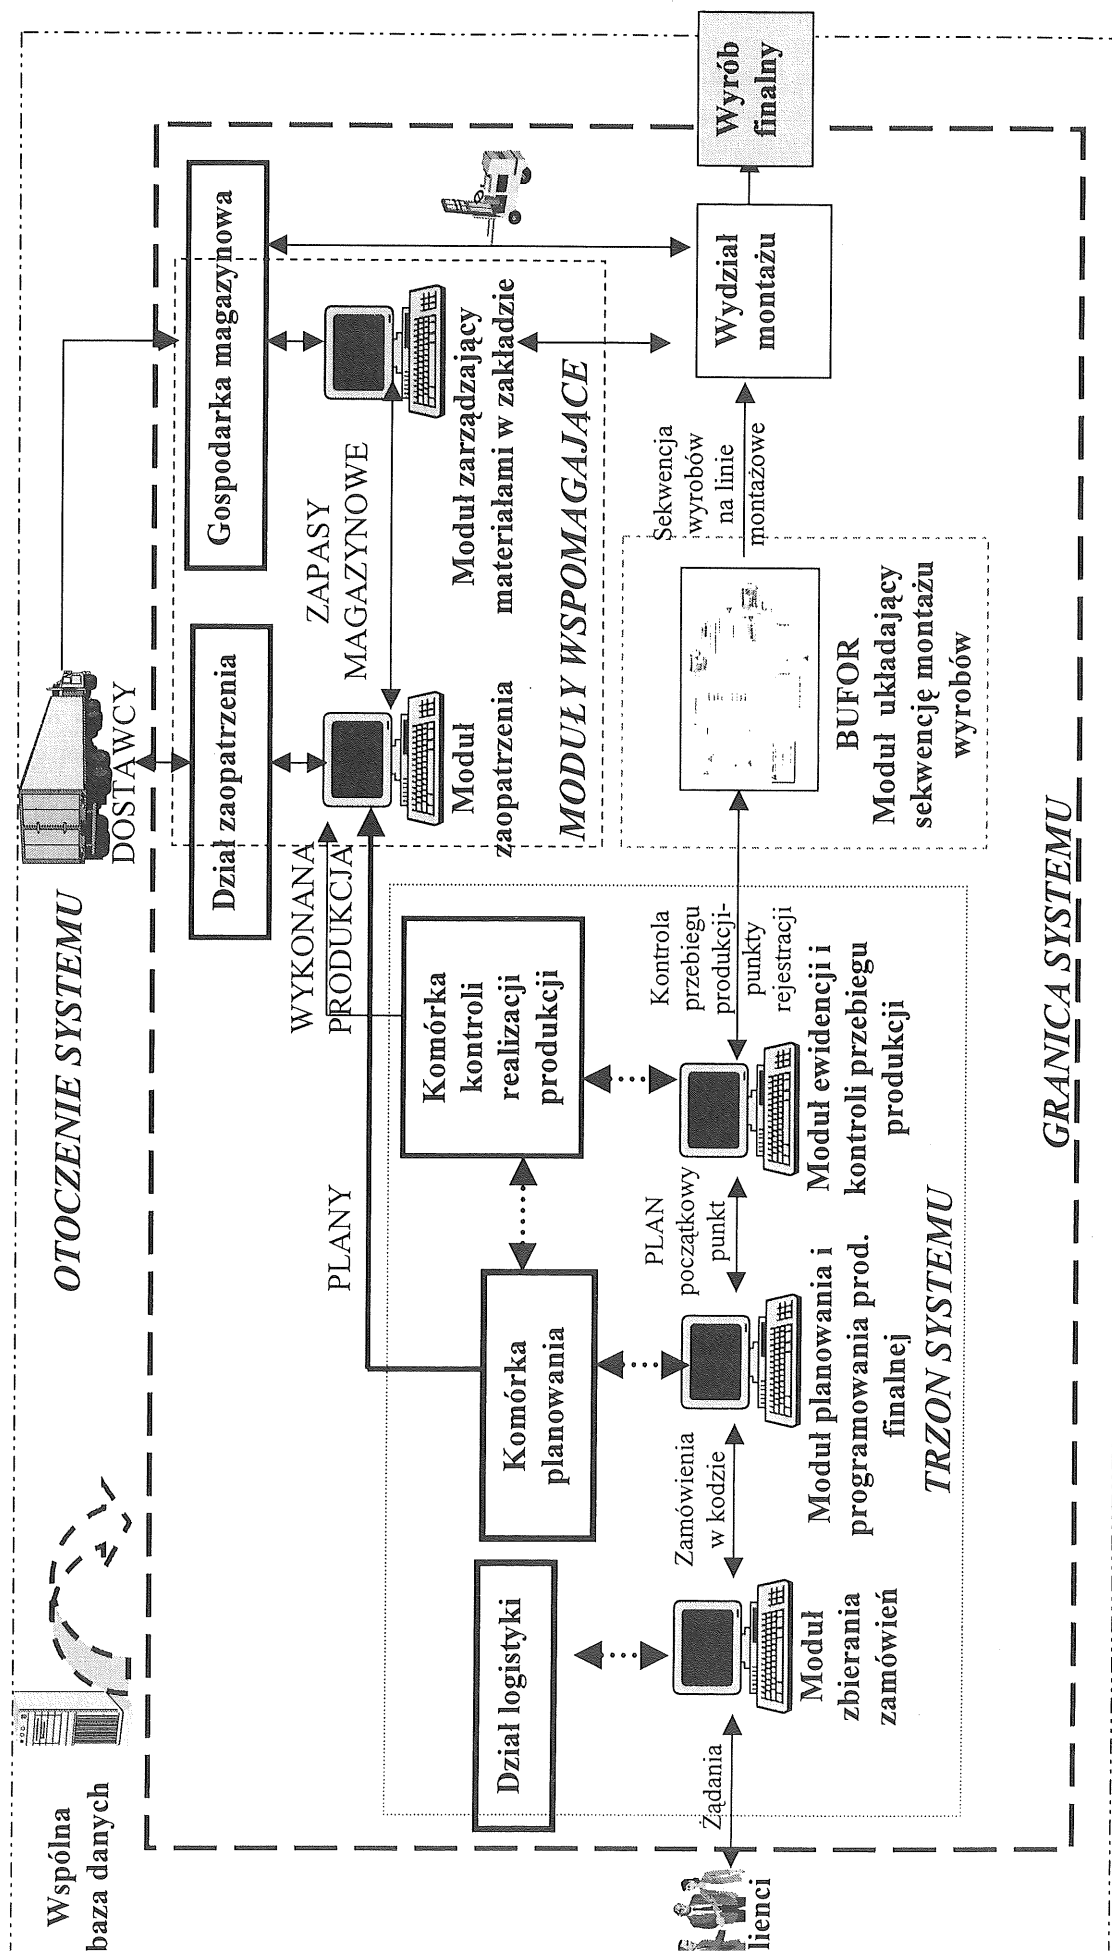 Wspólna
baza danych
OTOCZENIE SYSTEMU
DOSTAWCY
Dział zaopatrzenia
Gospodarka magazynowa
WYKONANA
PRODUKCJA
ZAPASY
MAGAZYNOWE
PLANY
Moduł
zaopatrzenia
Moduł zarządzający
materiałami w zakładzie
MODUŁY WSPOMAGAJĄCE
Dział logistyki
Komórka
planowania
Komórka
kontroli
realizacji
produkcji
lienci
Żądania
Zamówienia
w kodzie
PLAN
początkowy
punkt
Kontrola
przebiegu
produkcji-
punkty
rejestracji
Sekwencja
wyrobów
na linie
montażowe
Wydział
montażu
Wyrób
finalny
Moduł
zbierania
zamówień
Moduł planowania i
programowania prod.
finalnej
Moduł ewidencji i
kontroli przebiegu
produkcji
BUFOR
Moduł układający
sekwencję montażu
wyrobów
TRZON SYSTEMU
GRANICA SYSTEMU